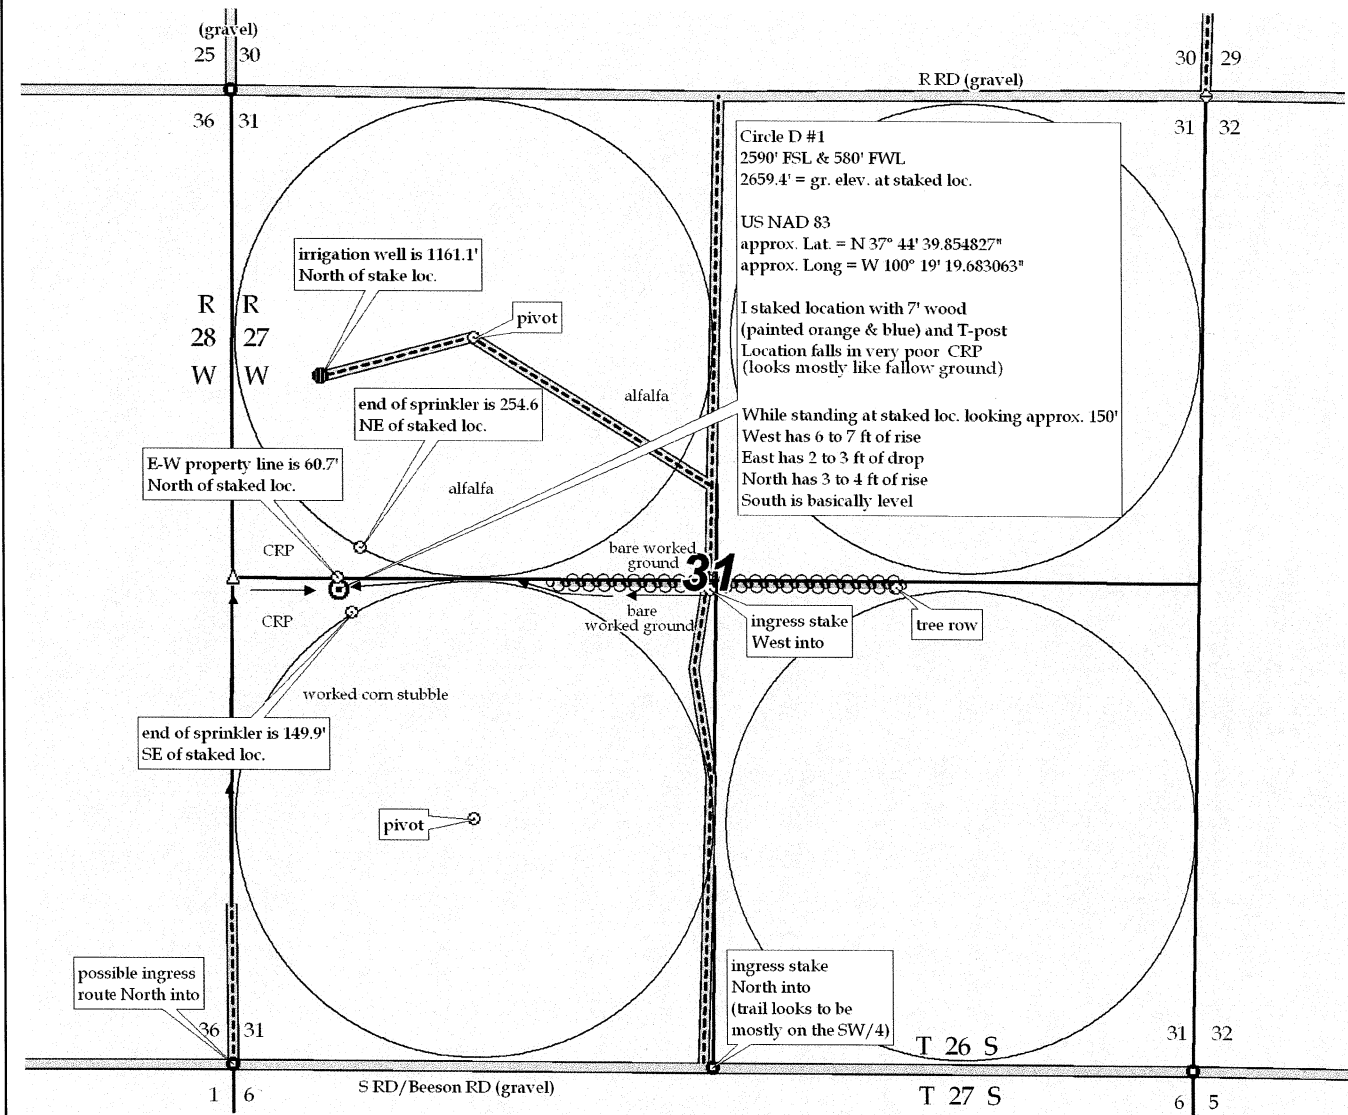 (gravel)
25 30
30 29
R RD (gravel)
36 31
31 32
Circle D #1
2590' FSL & 580' FWL
2659.4' = gr. elev. at staked loc.
US NAD 83
approx. Lat. = N 37° 44' 39.854827"
approx. Long = W 100° 19' 19.683063"
I staked location with 7' wood
(painted orange & blue) and T-post
Location falls in very poor CRP
(looks mostly like fallow ground)
While standing at staked loc. looking approx. 150'
West has 6 to 7 ft of rise
East has 2 to 3 ft of drop
North has 3 to 4 ft of rise
South is basically level
irrigation well is 1161.1'
North of stake loc.
R R
28 27
W W
pivot
alfalfa
end of sprinkler is 254.6
NE of staked loc.
E-W property line is 60.7'
North of staked loc.
alfalfa
CRP
bare worked
ground
31
CRP
bare
worked ground
ingress stake
West into
tree row
worked corn stubble
end of sprinkler is 149.9'
SE of staked loc.
pivot
possible ingress
route North into
ingress stake
North into
(trail looks to be
mostly on the SW/4)
36 31
31 32
T 26 S
S RD/Beeson RD (gravel)
T 27 S
1 6
6 5